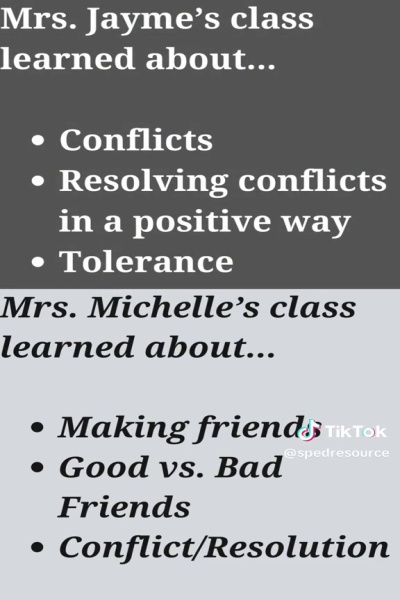 Mrs. Jayme’s class
learned about...
• Conflicts
• Resolving conflicts
in a positive way
• Tolerance
Mrs. Michelle’s class
learned about...
• Making friends
TikTok
• Good vs. Bad
@spedresource
Friends
• Conflict/Resolution